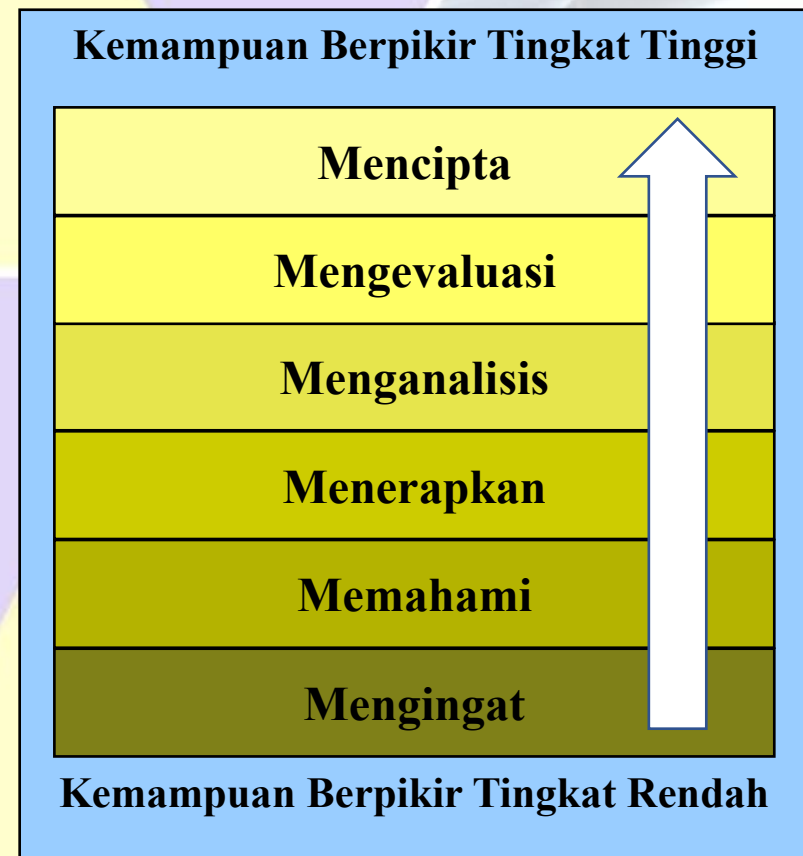 Kemampuan Berpikir Tingkat Tinggi
Mencipta
Mengevaluasi
Menganalisis
Menerapkan
Memahami
Mengingat
Kemampuan Berpikir Tingkat Rendah